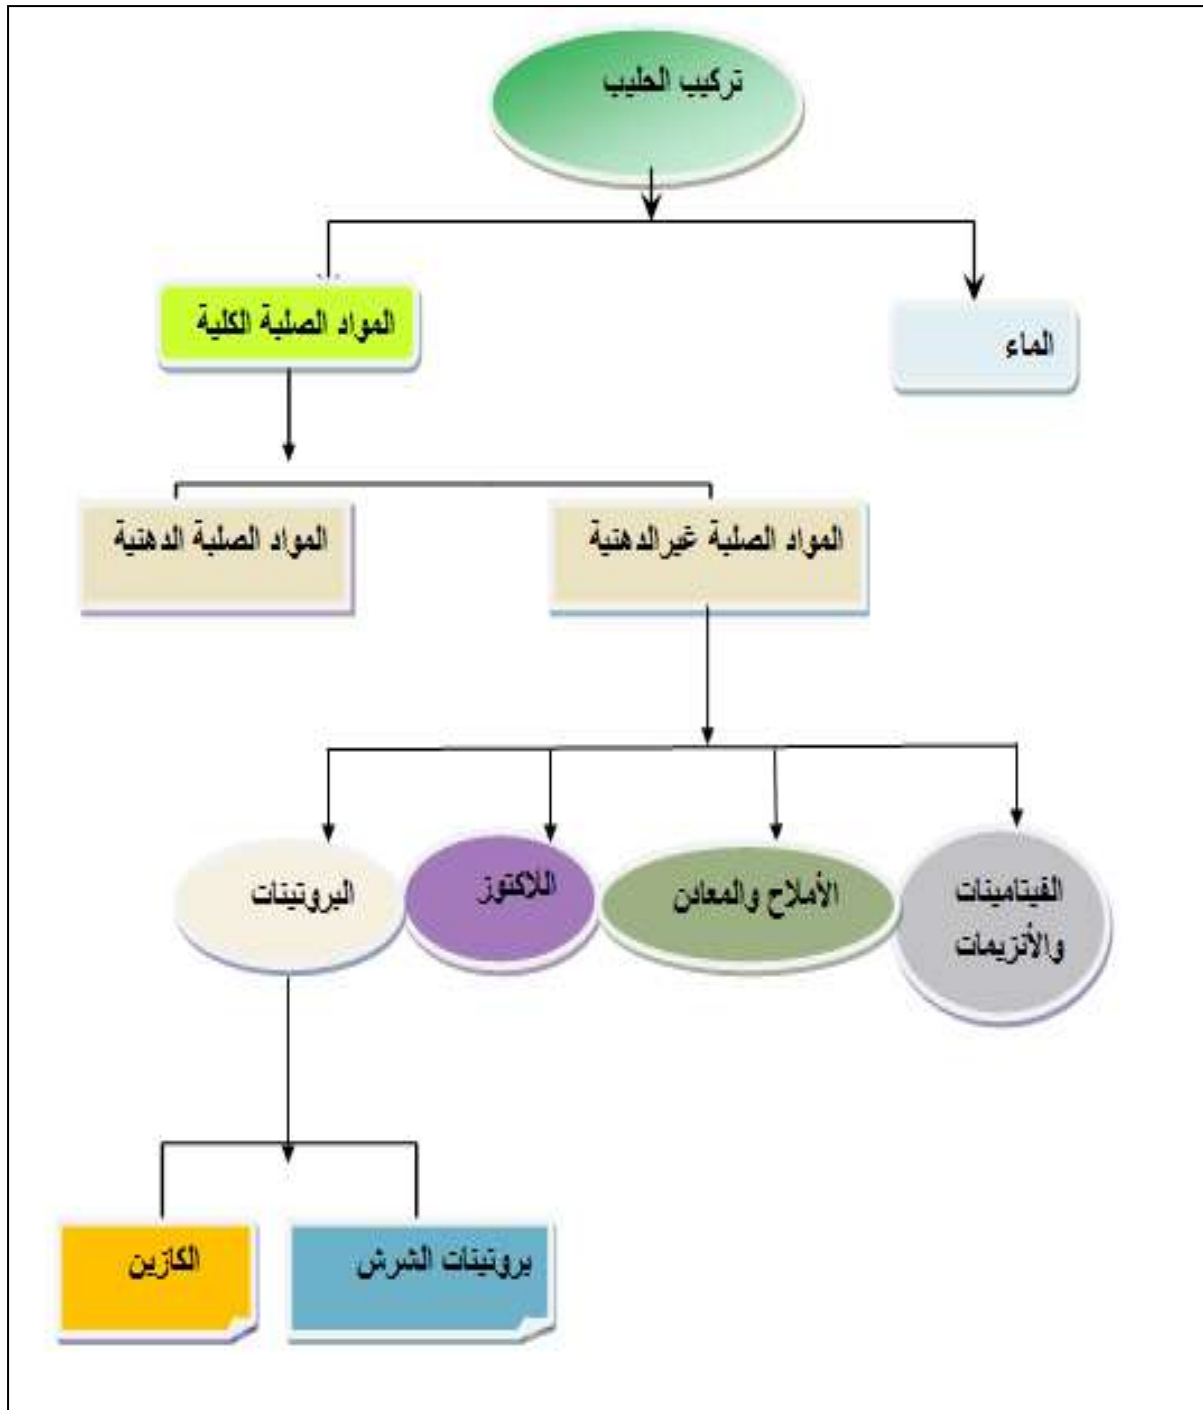 تركيب الحليب
الماء
المواد الصلبة الكلية
المواد الصلبة غيرالدهنية
المواد الصلبة الدهنية
الفيتامينات
والأنزيمات
الأملاح والمعادن
اللاكتوز
البروتينات
بروتينات الشرش
الكازين